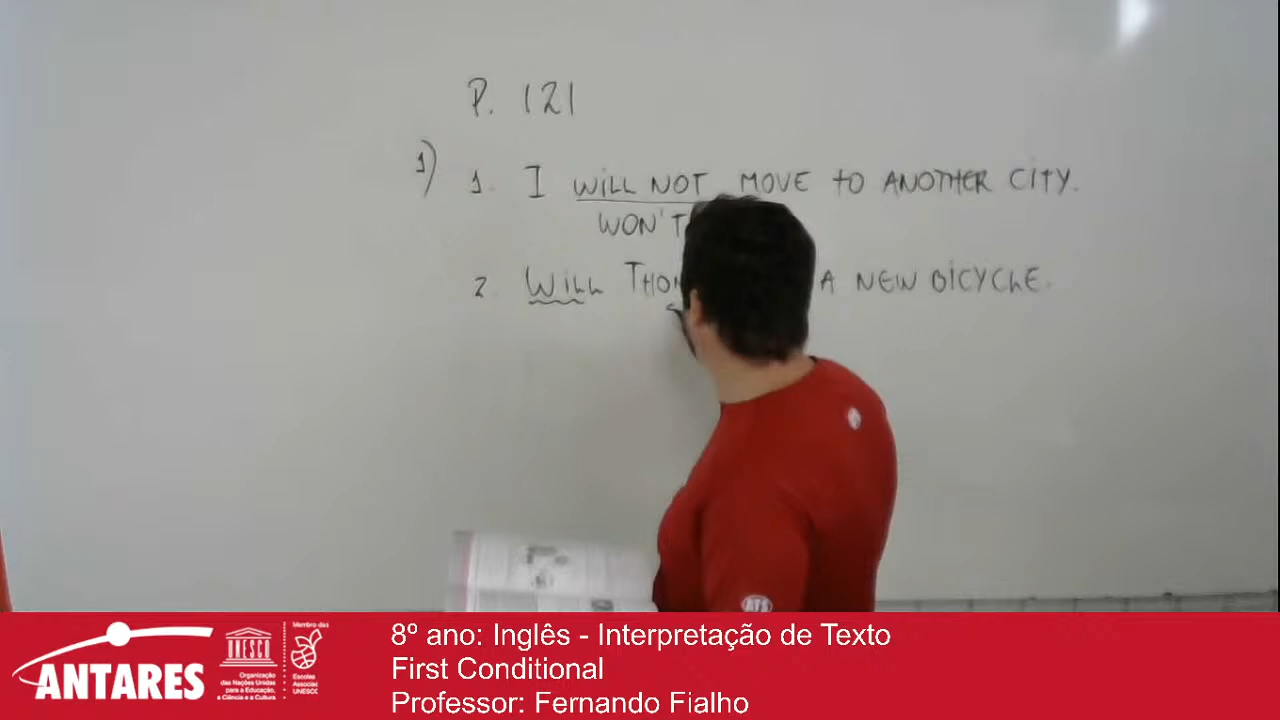 P. 121
1) 1. I WILL NOT MOVE TO ANOTHER CITY.
WON'T
2. WILL A NEW BICYCLE.
ATS
ANTARES
UNESCO
Organização
das Nações Unidas
para a Educação,
a Ciência e a Cultura
Membro das
Escolas
Associadas
UNESCO
8º ano: Inglês - Interpretação de Texto
First Conditional
Professor: Fernando Fialho